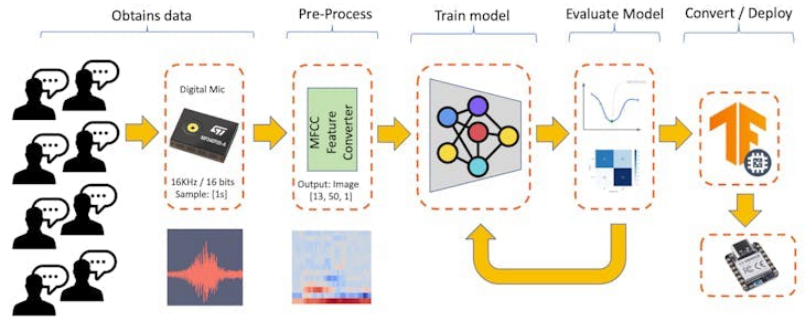 Obtains data
Pre-Process
Train model
Evaluate Model
Convert / Deploy
Digital Mic
16KHz / 16 bits
Sample: [1s]
MFCC
Feature
Converter
Output: Image
[13, 50, 1]